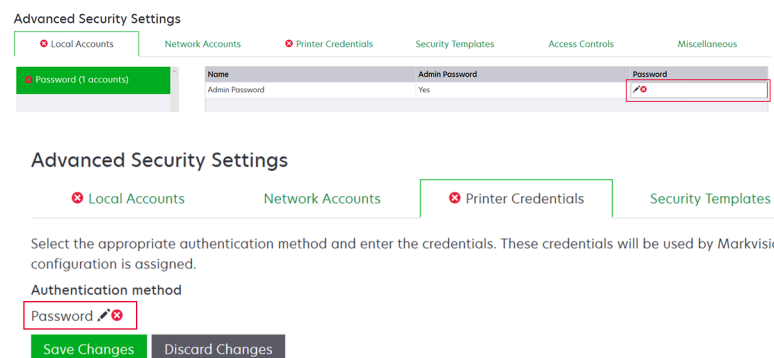 Advanced Security Settings
Local Accounts Network Accounts Printer Credentials Security Templates Access Controls Miscellaneous
Password (1 accounts)
Name Admin Password Password
Admin Password Yes
Advanced Security Settings
Local Accounts Network Accounts Printer Credentials Security Templates
Select the appropriate authentication method and enter the credentials. These credentials will be used by Markvisi
configuration is assigned.
Authentication method
Password
Save Changes Discard Changes